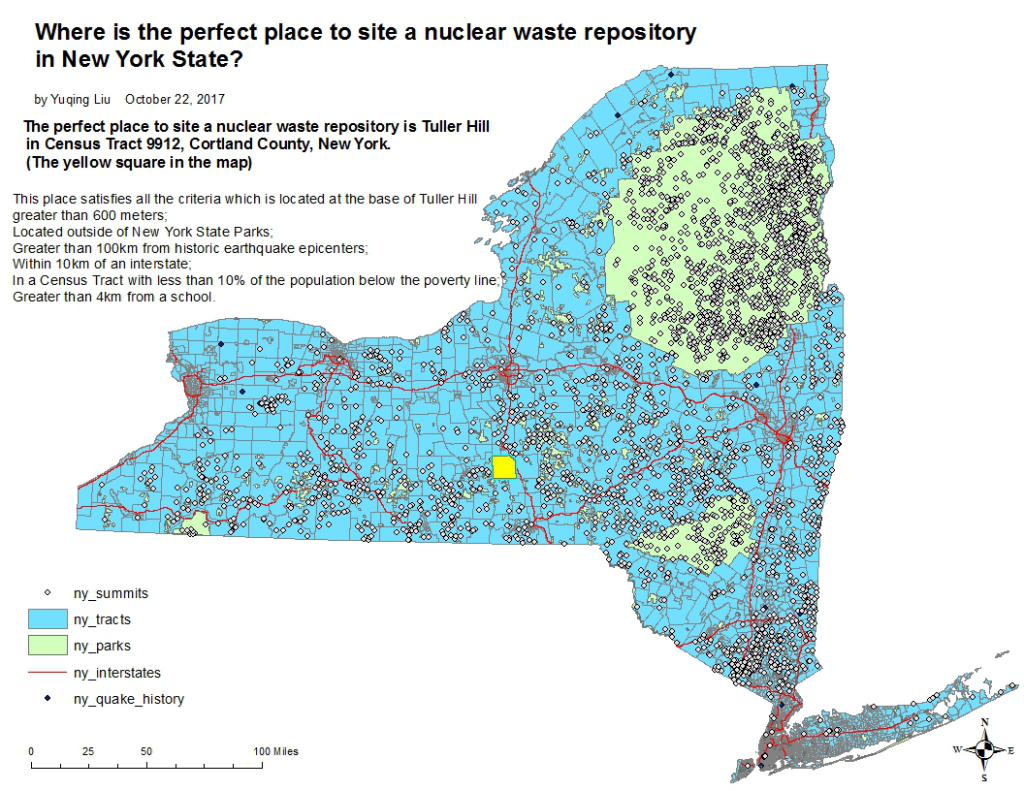 Where is the perfect place to site a nuclear waste repository
in New York State?
by Yuqing Liu    October 22, 2017
The perfect place to site a nuclear waste repository is Tuller Hill
in Census Tract 9912, Cortland County, New York.
(The yellow square in the map)
This place satisfies all the criteria which is located at the base of Tuller Hill
greater than 600 meters;
Located outside of New York State Parks;
Greater than 100km from historic earthquake epicenters;
Within 10km of an interstate;
In a Census Tract with less than 10% of the population below the poverty line;
Greater than 4km from a school.
ny_summits
ny_tracts
ny_parks
ny_interstates
ny_quake_history
0 25 50 100 Miles
N
W E
S